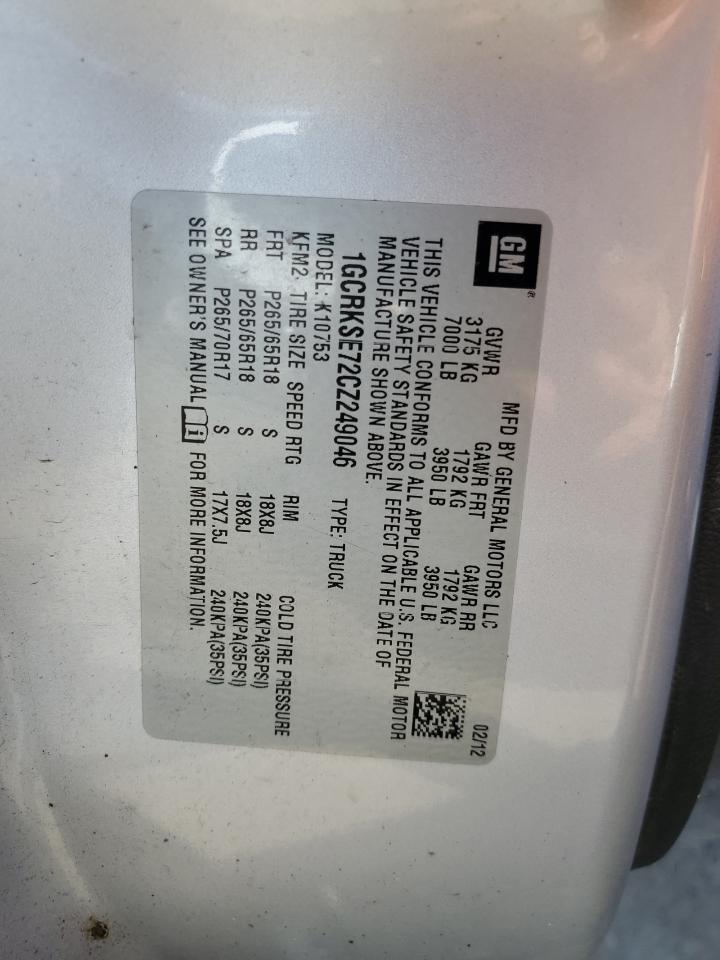 GM®
MFD BY GENERAL MOTORS LLC 02/12
GVWR GAWR FRT GAWR RR
3175 KG 1792 KG 1792 KG
7000 LB 3950 LB 3950 LB
THIS VEHICLE CONFORMS TO ALL APPLICABLE U.S. FEDERAL MOTOR
VEHICLE SAFETY STANDARDS IN EFFECT ON THE DATE OF
MANUFACTURE SHOWN ABOVE.
1GCRKSE72CZ249046 TYPE: TRUCK
MODEL: K10753
KFM2 TIRE SIZE SPEED RTG RIM COLD TIRE PRESSURE
FRT P265/65R18 S 18X8J 240KPA(35PSI)
RR P265/65R18 S 18X8J 240KPA(35PSI)
SPA P265/70R17 S 17X7.5J 240KPA(35PSI)
SEE OWNER'S MANUAL i FOR MORE INFORMATION.